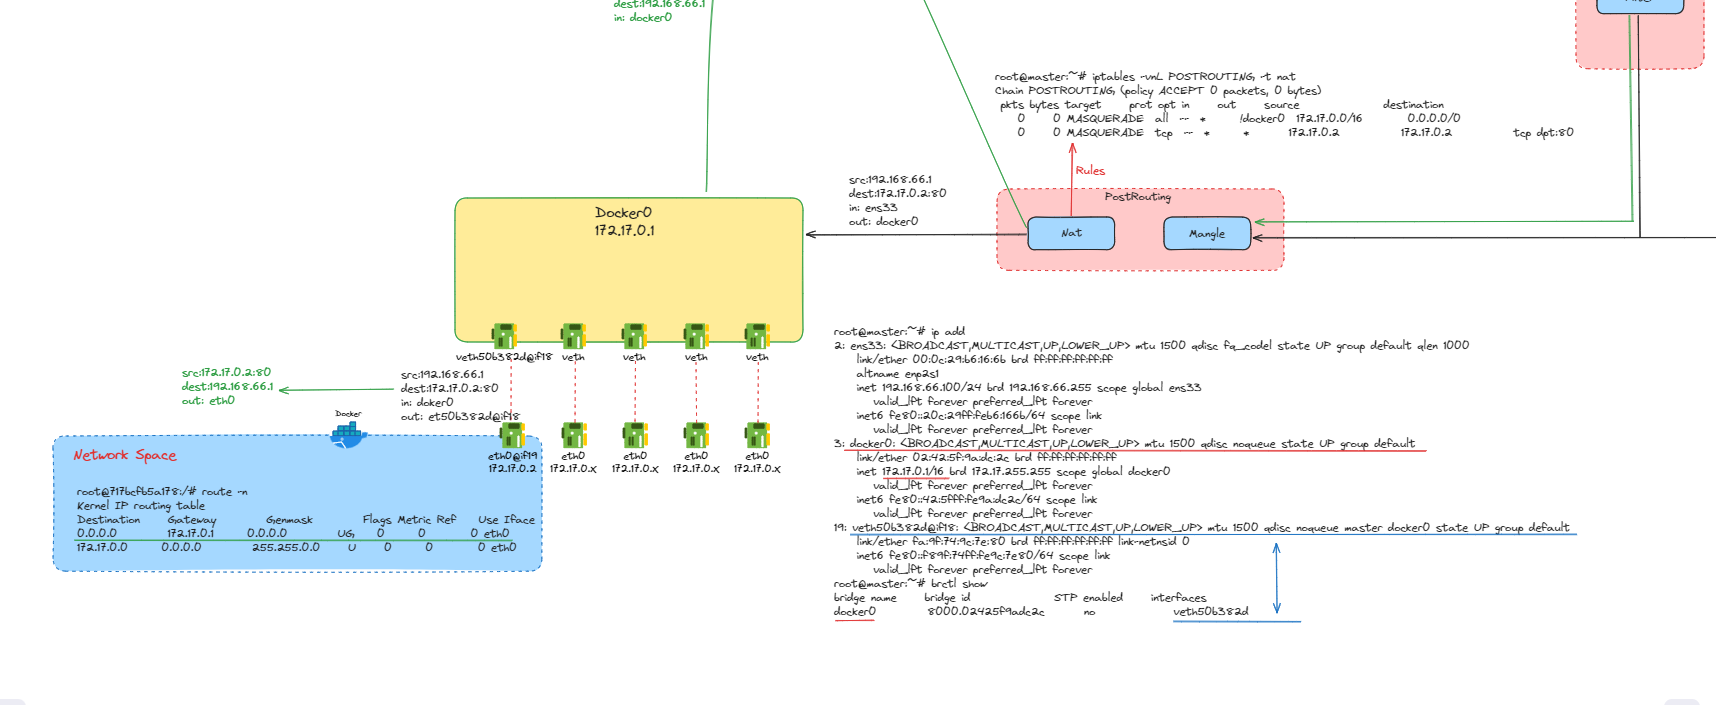 dest:192.168.66.1
in: docker0
root@master:~# iptables -vnL POSTROUTING -t nat
Chain POSTROUTING (policy ACCEPT 0 packets, 0 bytes)
pkts bytes target prot opt in out source destination
0 0 MASQUERADE all -- * !docker0 172.17.0.0/16 0.0.0.0/0
0 0 MASQUERADE tcp -- * * 172.17.0.2 172.17.0.2 tcp dpt:80
Rules
PostRouting
Nat
Mangle
src:192.168.66.1
dest:172.17.0.2:80
in: ens33
out: docker0
Docker0
172.17.0.1
veth50b382d@if18
veth
veth
veth
veth
src:172.17.0.2:80
dest:192.168.66.1
out: eth0
src:192.168.66.1
dest:172.17.0.2:80
in: doker0
out: et50b382d@if18
Docker
eth0@if19
172.17.0.2
eth0
172.17.0.x
eth0
172.17.0.x
eth0
172.17.0.x
eth0
172.17.0.x
Network Space
root@717bcfb5a178:/# route -n
Kernel IP routing table
Destination Gateway Genmask Flags Metric Ref Use Iface
0.0.0.0 172.17.0.1 0.0.0.0 UG 0 0 0 eth0
172.17.0.0 0.0.0.0 255.255.0.0 U 0 0 0 eth0
root@master:~# ip add
2: ens33: <BROADCAST,MULTICAST,UP,LOWER_UP> mtu 1500 qdisc fq_codel state UP group default qlen 1000
link/ether 00:0c:29:b6:16:6b brd ff:ff:ff:ff:ff:ff
altname enp2s1
inet 192.168.66.100/24 brd 192.168.66.255 scope global ens33
valid_lft forever preferred_lft forever
inet6 fe80::20c:29ff:feb6:166b/64 scope link
valid_lft forever preferred_lft forever
3: docker0: <BROADCAST,MULTICAST,UP,LOWER_UP> mtu 1500 qdisc noqueue state UP group default
link/ether 02:42:5f:9a:dc:2c brd ff:ff:ff:ff:ff:ff
inet 172.17.0.1/16 brd 172.17.255.255 scope global docker0
valid_lft forever preferred_lft forever
inet6 fe80::42:5fff:fe9a:dc2c/64 scope link
valid_lft forever preferred_lft forever
19: veth50b382d@if18: <BROADCAST,MULTICAST,UP,LOWER_UP> mtu 1500 qdisc noqueue master docker0 state UP group default
link/ether fa:9f:74:9c:7e:80 brd ff:ff:ff:ff:ff:ff link-netnsid 0
inet6 fe80::f89f:74ff:fe9c:7e80/64 scope link
valid_lft forever preferred_lft forever
root@master:~# brctl show
bridge name bridge id STP enabled interfaces
docker0 8000.02425f9adc2c no veth50b382d